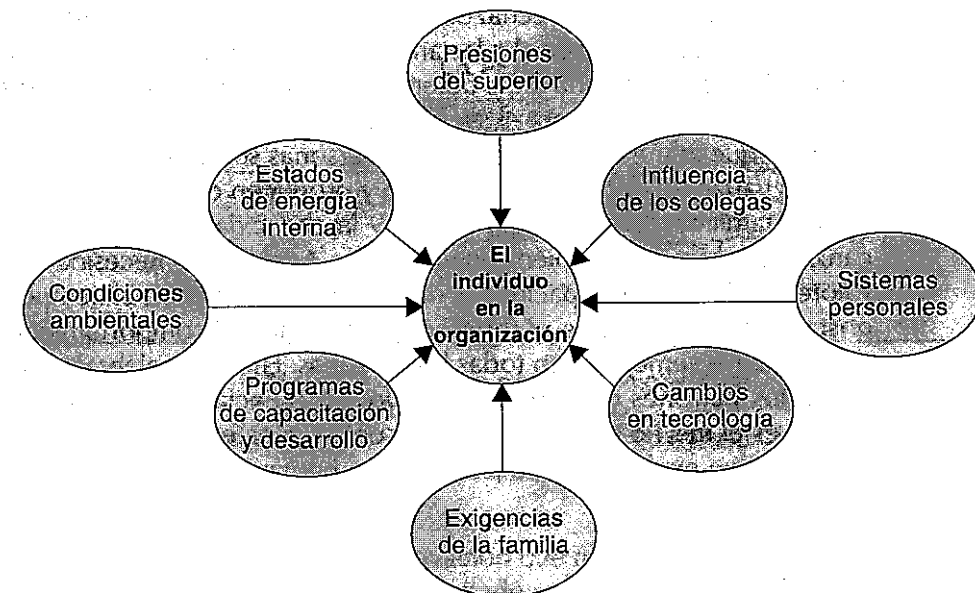 Presiones
del superior
Estados
de energía
interna
Influencia
de los colegas
El
individuo
en la
organización
Condiciones
ambientales
Sistemas
personales
Programas
de capacitación
y desarrollo
Cambios
en tecnología
Exigencias
de la familia